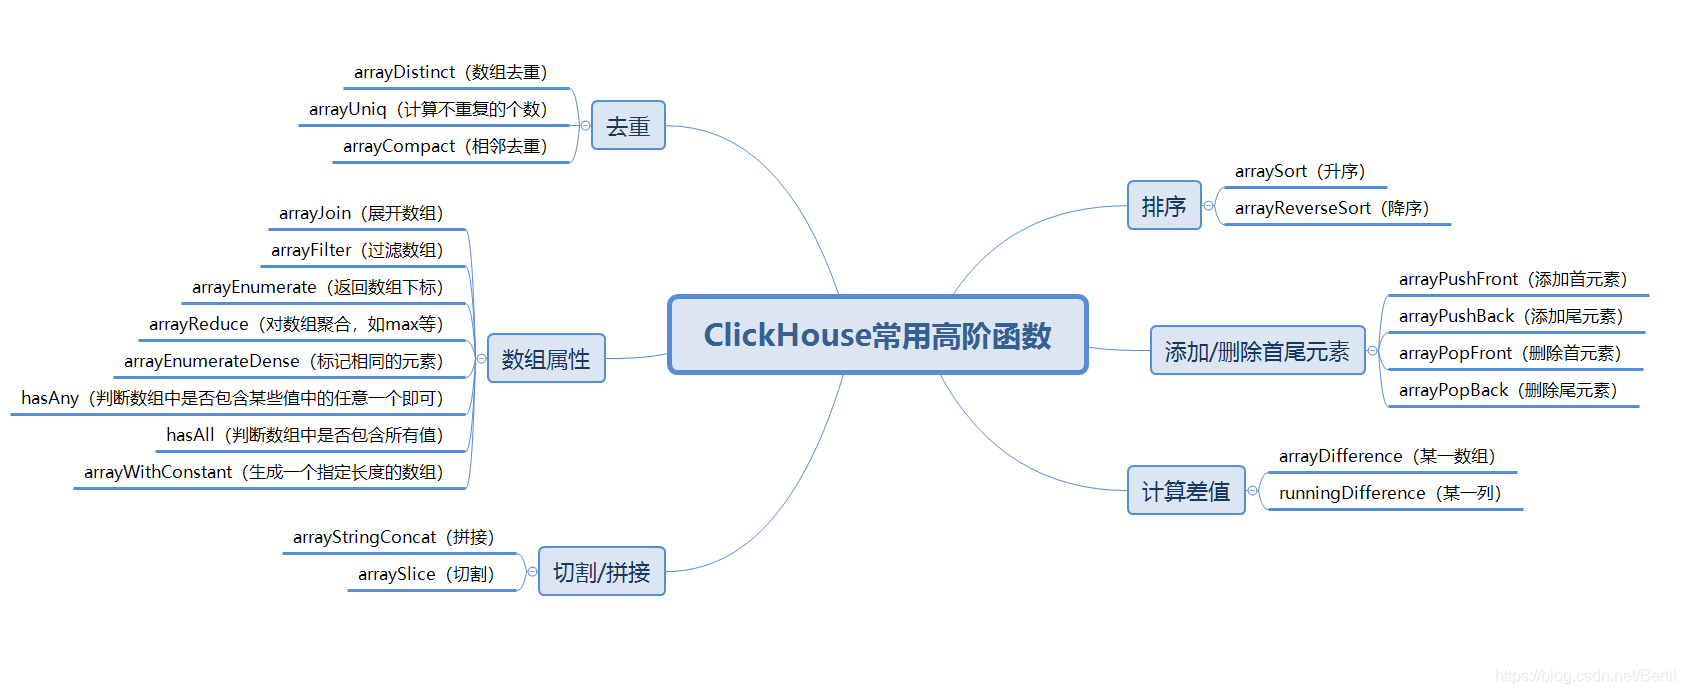 ClickHouse常用高阶函数
去重
arrayDistinct（数组去重）
arrayUniq（计算不重复的个数）
arrayCompact（相邻去重）
数组属性
arrayJoin（展开数组）
arrayFilter（过滤数组）
arrayEnumerate（返回数组下标）
arrayReduce（对数组聚合，如max等）
arrayEnumerateDense（标记相同的元素）
hasAny（判断数组中是否包含某些值中的任意一个即可）
hasAll（判断数组中是否包含所有值）
arrayWithConstant（生成一个指定长度的数组）
切割/拼接
arrayStringConcat（拼接）
arraySlice（切割）
排序
arraySort（升序）
arrayReverseSort（降序）
添加/删除首尾元素
arrayPushFront（添加首元素）
arrayPushBack（添加尾元素）
arrayPopFront（删除首元素）
arrayPopBack（删除尾元素）
计算差值
arrayDifference（某一数组）
runningDifference（某一列）
https://blog.csdn.net/Bertil